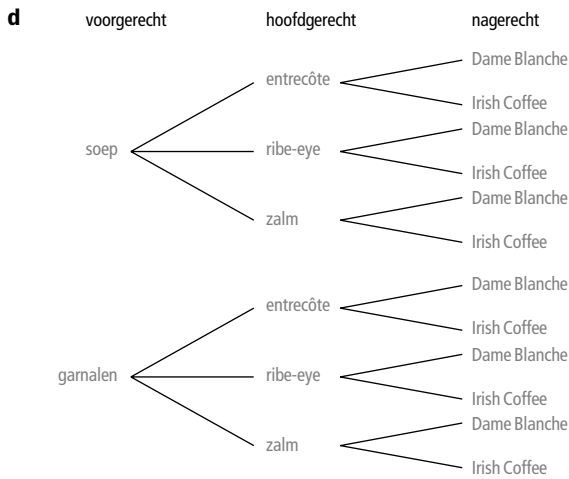 d voorgerecht hoofdgerecht nagerecht
Dame Blanche
entrecôte
Irish Coffee
Dame Blanche
soep ribe-eye
Irish Coffee
Dame Blanche
zalm
Irish Coffee
Dame Blanche
entrecôte
Irish Coffee
Dame Blanche
garnalen ribe-eye
Irish Coffee
Dame Blanche
zalm
Irish Coffee